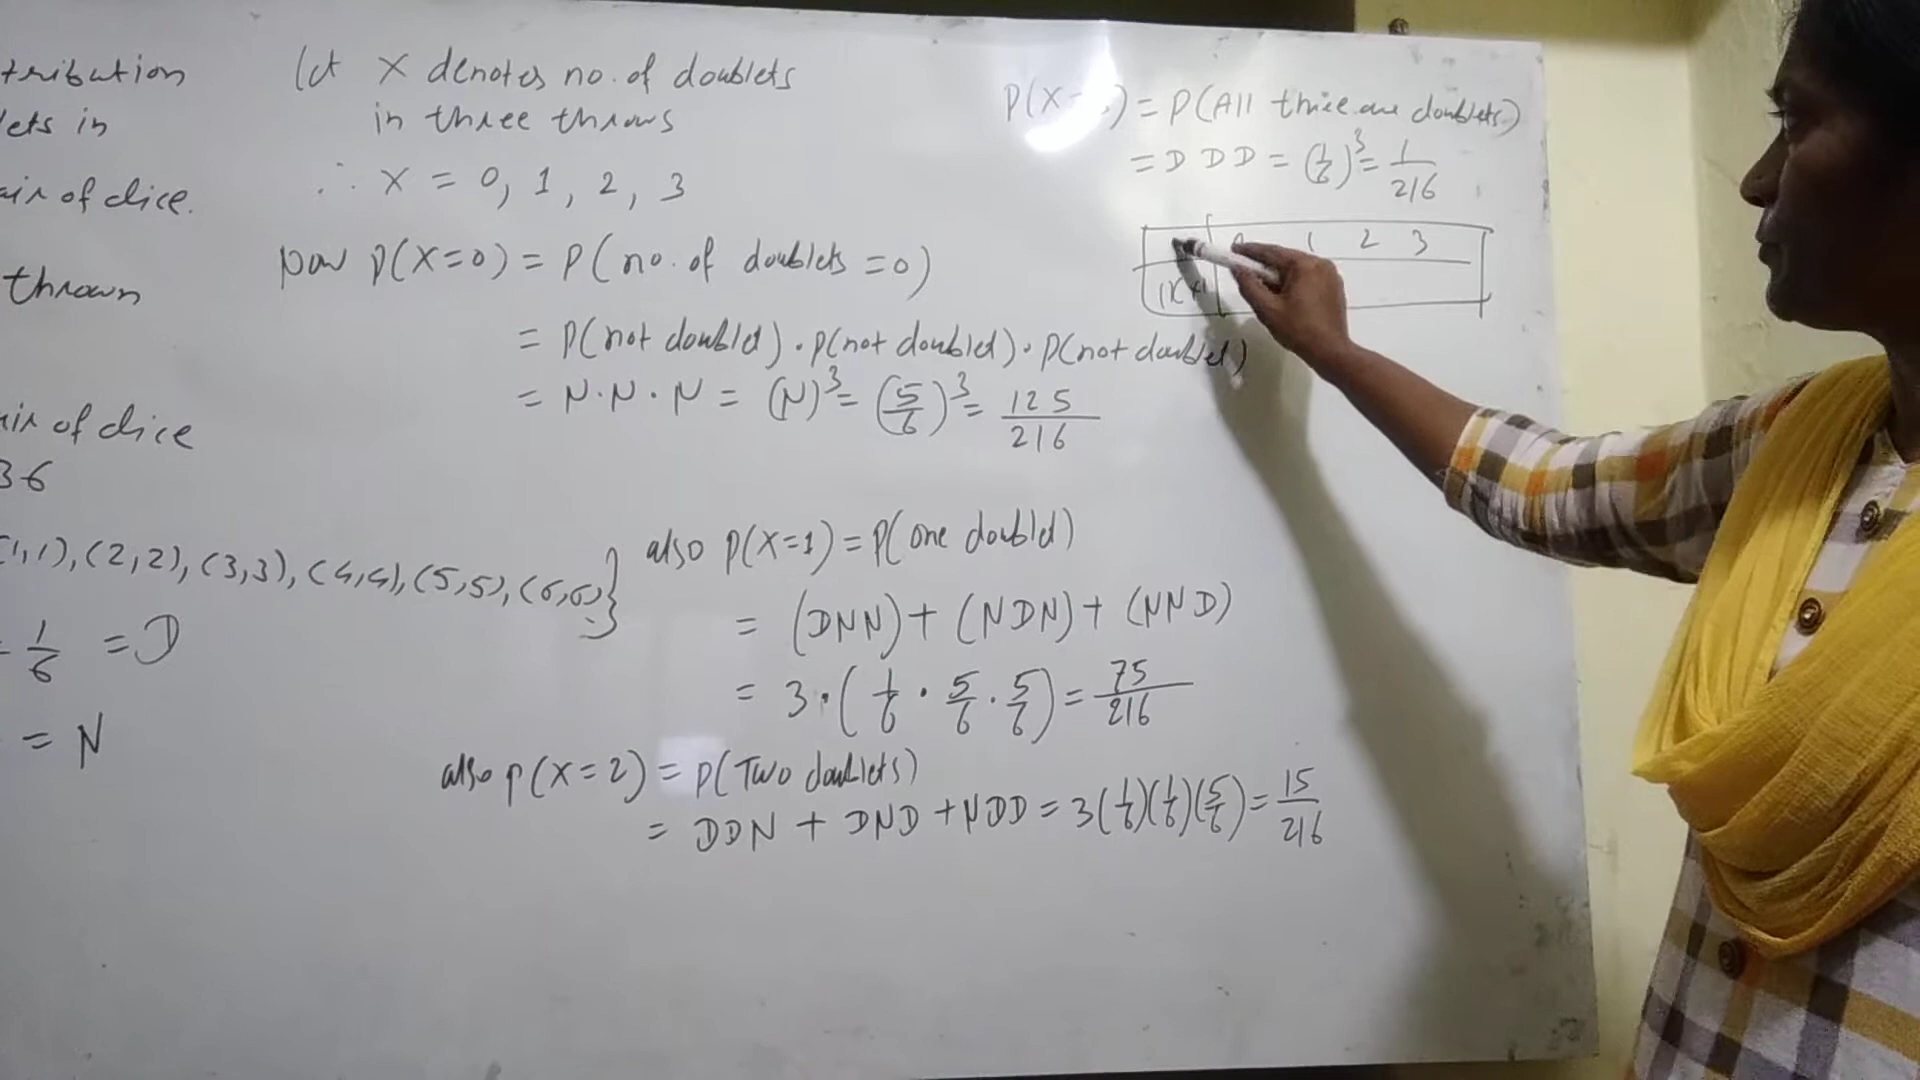 tribution
lets in
air of dice.
thrown
air of dice
36
(1,1), (2,2), (3,3), (4,4), (5,5), (6,6)}
= 1/6 = D
= N
Let X denotes no. of doublets
in three throws
∴ X = 0, 1, 2, 3
now P(X=0) = P(no. of doublets =0)
= P(not doublet) . P(not doublet) . P(not doublet)
= N.N.N = (N)³ = (5/6)³ = 125/216
also P(X=1) = P(one doublet)
= (DNN) + (NDN) + (NND)
= 3.(1/6 . 5/6 . 5/6) = 75/216
also P(X=2) = P(Two doublets)
= DDN + DND + NDD = 3(1/6)(1/6)(5/6) = 15/216
P(X= ) = P(All three are doublets)
= D D D = (1/6)³ = 1/216
0 1 2 3